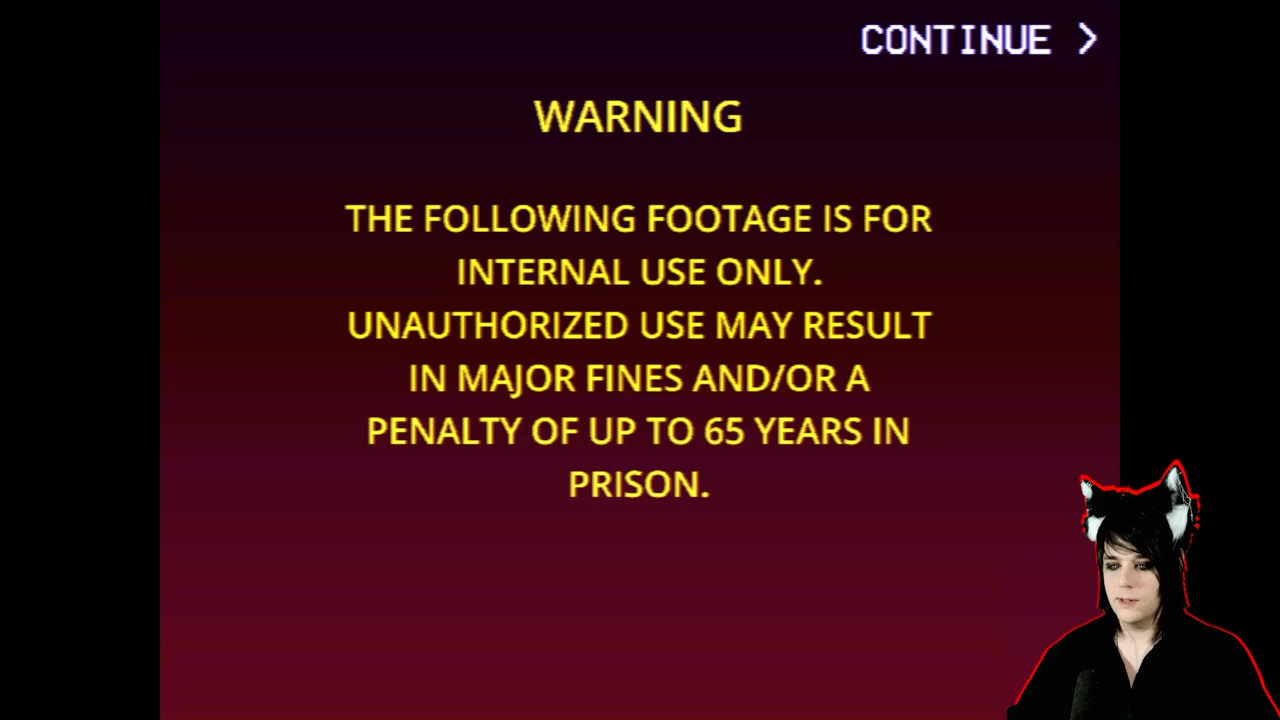 CONTINUE >
WARNING
THE FOLLOWING FOOTAGE IS FOR
INTERNAL USE ONLY.
UNAUTHORIZED USE MAY RESULT
IN MAJOR FINES AND/OR A
PENALTY OF UP TO 65 YEARS IN
PRISON.